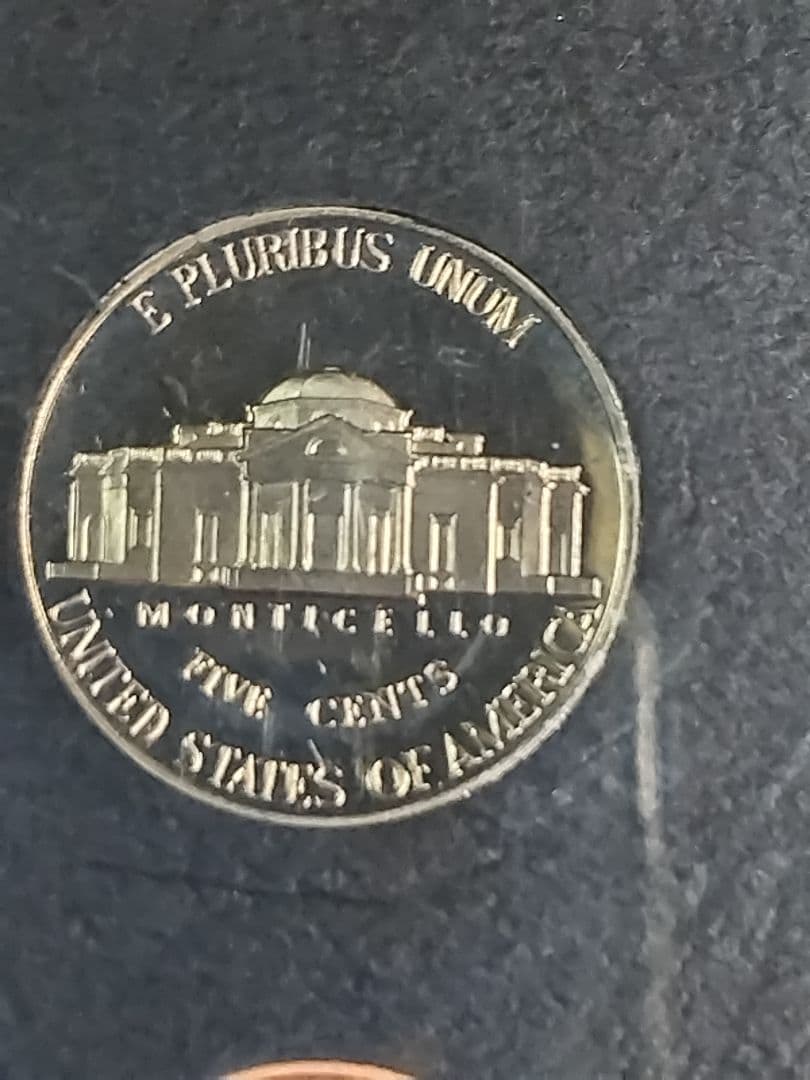 E PLURIBUS UNUM
MONTICELLO
FIVE CENTS
UNITED STATES OF AMERICA